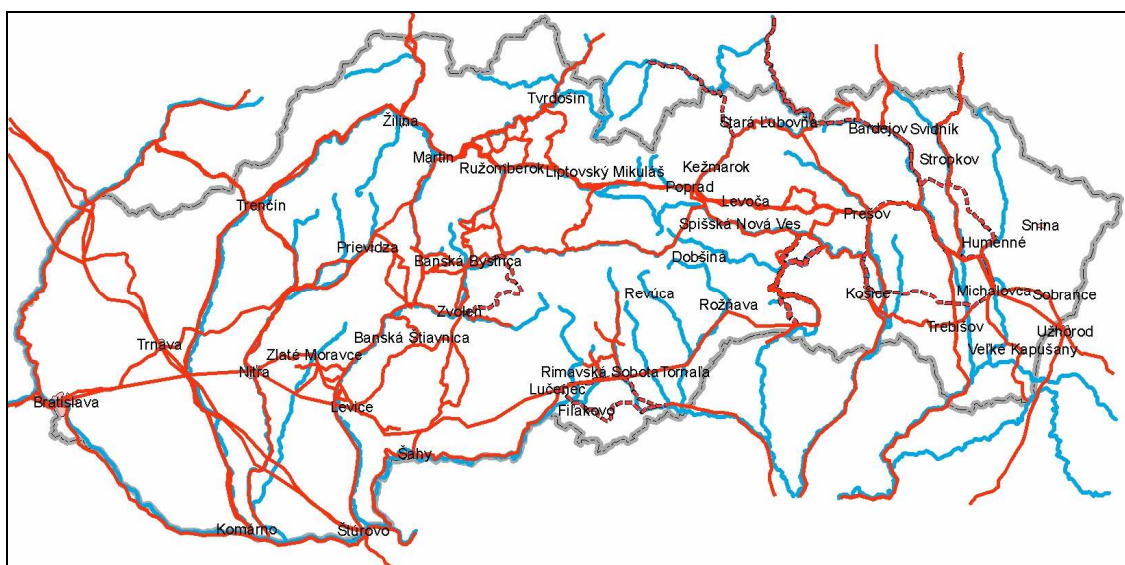 Tvrdošín
Žilina
Stará Ľubovňa
Bardejov
Svidník
Martin
Ružomberok
Liptovský Mikuláš
Kežmarok
Stropkov
Poprad
Levoča
Trenčín
Prešov
Spišská Nová Ves
Snina
Prievidza
Humenné
Banská Bystrica
Dobšina
Revúca
Rožňava
Košice
Michalovca
Sobrance
Zvolen
Trebišov
Užhorod
Banská Štiavnica
Trnava
Zlaté Moravce
Veľké Kapušany
Nitra
Rimavská Sobota
Tornaľa
Lučenec
Bratislava
Levice
Fiľakovo
Šahy
Komárno
Štúrovo